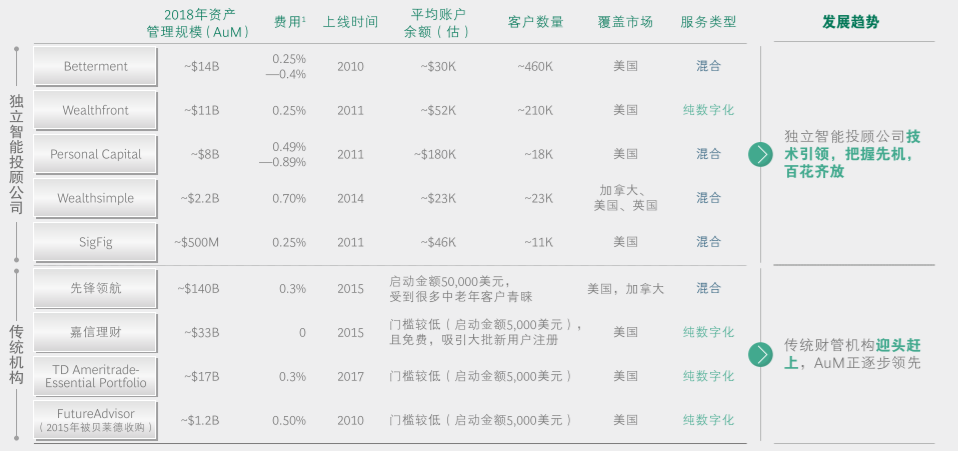 2018年资产
管理规模（AuM）
费用¹
上线时间
平均账户
余额（估）
客户数量
覆盖市场
服务类型
发展趋势
独立智能投顾公司
Betterment
~$14B
0.25%
—0.4%
2010
~$30K
~460K
美国
混合
Wealthfront
~$11B
0.25%
2011
~$52K
~210K
美国
纯数字化
Personal Capital
~$8B
0.49%
—0.89%
2011
~$180K
~18K
美国
混合
Wealthsimple
~$2.2B
0.70%
2014
~$23K
~23K
加拿大、
美国、英国
混合
SigFig
~$500M
0.25%
2011
~$46K
~11K
美国
混合
独立智能投顾公司技
术引领，把握先机，
百花齐放
传统机构
先锋领航
~$140B
0.3%
2015
启动金额50,000美元，
受到很多中老年客户青睐
美国，加拿大
混合
嘉信理财
~$33B
0
2015
门槛较低（启动金额5,000美元），
且免费，吸引大批新用户注册
美国
纯数字化
TD Ameritrade-
Essential Portfolio
~$17B
0.3%
2017
门槛较低（启动金额5,000美元）
美国
纯数字化
FutureAdvisor
（2015年被贝莱德收购）
~$1.2B
0.50%
2010
门槛较低（启动金额5,000美元）
美国
纯数字化
传统财管机构迎头赶
上，AuM正逐步领先